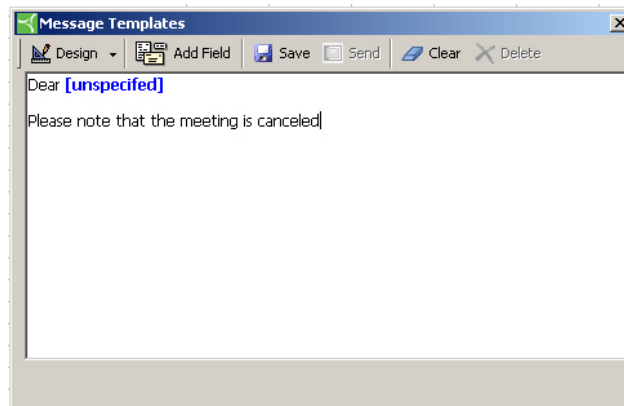 Message Templates
Design Add Field Save Send Clear Delete
Dear [unspecifed]
Please note that the meeting is canceled